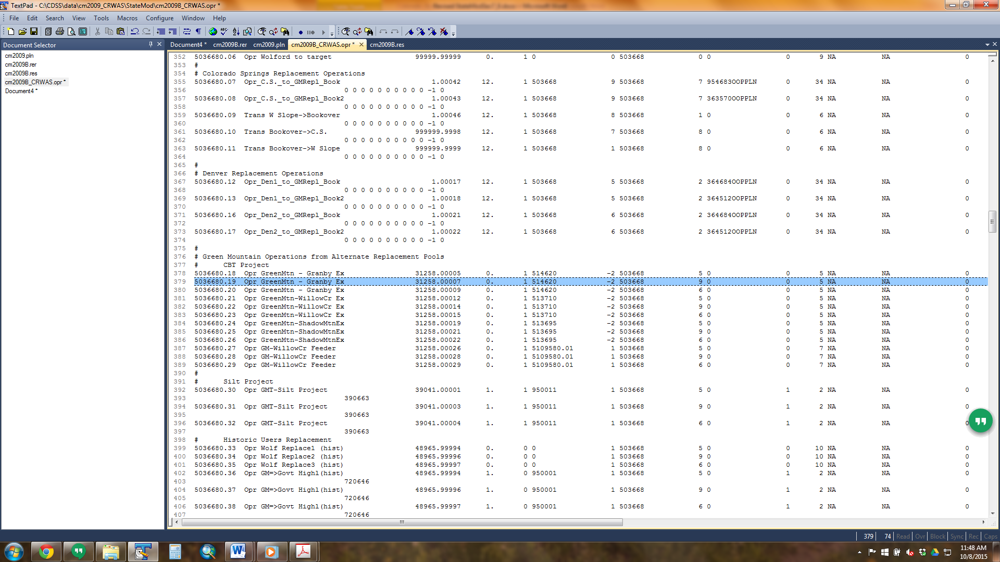 TextPad - C:\CDSS\data\cm2009_CRWAS\StateMod\cm2009B_CRWAS.opr *
File Edit Search View Tools Macros Configure Window Help
Document Selector
cm2009.pln
cm2009B.rer
cm2009B.res
cm2009B_CRWAS.opr *
Document4 *
Document4 * cm2009B.rer cm2009.pln cm2009B_CRWAS.opr * cm2009B.res
352 5036680.06 Opr Wolford to target 99999.99999 0. 1 0 0 503668 0 0 0 9 NA NA 0
353 #
354 # Colorado Springs Replacement Operations
355 5036680.07 Opr_C.S._to_GMRepl_Book 1.00042 12. 1 503668 9 503668 7 954683OOPPLN 0 34 NA NA 0
356 0 0 0 0 0 0 0 0 0 0 -1 0
357 5036680.08 Opr_C.S._to_GMRepl_Book2 1.00043 12. 1 503668 9 503668 7 363570OOPPLN 0 34 NA NA 0
358 0 0 0 0 0 0 0 0 0 0 -1 0
359 5036680.09 Trans W Slope->Bookover 1.00046 12. 1 503668 8 503668 1 0 0 6 NA NA 0
360 0 0 0 0 0 0 0 0 0 0 -1 0
361 5036680.10 Trans Bookover->C.S. 999999.9998 12. 1 503668 7 503668 8 0 0 6 NA NA 0
362 0 0 0 0 0 0 0 0 0 0 -1 0
363 5036680.11 Trans Bookover->W Slope 999999.9999 12. 1 503668 1 503668 8 0 0 6 NA NA 0
364 0 0 0 0 0 0 0 0 0 0 -1 0
365 #
366 # Denver Replacement Operations
367 5036680.12 Opr_Den1_to_GMRepl_Book 1.00017 12. 1 503668 5 503668 2 364684OOPPLN 0 34 NA NA 0
368 0 0 0 0 0 0 0 0 0 0 -1 0
369 5036680.13 Opr_Den1_to_GMRepl_Book2 1.00018 12. 1 503668 5 503668 2 364512OOPPLN 0 34 NA NA 0
370 0 0 0 0 0 0 0 0 0 0 -1 0
371 5036680.16 Opr_Den2_to_GMRepl_Book 1.00021 12. 1 503668 6 503668 2 364684OOPPLN 0 34 NA NA 0
372 0 0 0 0 0 0 0 0 0 0 -1 0
373 5036680.17 Opr_Den2_to_GMRepl_Book2 1.00022 12. 1 503668 6 503668 2 364512OOPPLN 0 34 NA NA 0
374 0 0 0 0 0 0 0 0 0 0 -1 0
375 #
376 # Green Mountain Operations from Alternate Replacement Pools
377 # CBT Project
378 5036680.18 Opr GreenMtn - Granby Ex 31258.00005 0. 1 514620 -2 503668 5 0 0 5 NA NA 0
379 5036680.19 Opr GreenMtn - Granby Ex 31258.00007 0. 1 514620 -2 503668 9 0 0 5 NA NA 0
380 5036680.20 Opr GreenMtn - Granby Ex 31258.00009 0. 1 514620 -2 503668 6 0 0 5 NA NA 0
381 5036680.21 Opr GreenMtn-WillowCr Ex 31258.00012 0. 1 513710 -2 503668 5 0 0 5 NA NA 0
382 5036680.22 Opr GreenMtn-WillowCr Ex 31258.00014 0. 1 513710 -2 503668 9 0 0 5 NA NA 0
383 5036680.23 Opr GreenMtn-WillowCr Ex 31258.00015 0. 1 513710 -2 503668 6 0 0 5 NA NA 0
384 5036680.24 Opr GreenMtn-ShadowMtnEx 31258.00019 0. 1 513695 -2 503668 5 0 0 5 NA NA 0
385 5036680.25 Opr GreenMtn-ShadowMtnEx 31258.00021 0. 1 513695 -2 503668 9 0 0 5 NA NA 0
386 5036680.26 Opr GreenMtn-ShadowMtnEx 31258.00022 0. 1 513695 -2 503668 6 0 0 5 NA NA 0
387 5036680.27 Opr GM-WillowCr Feeder 31258.00026 0. 1 5109580.01 1 503668 5 0 0 7 NA NA 0
388 5036680.28 Opr GM-WillowCr Feeder 31258.00028 0. 1 5109580.01 1 503668 9 0 0 7 NA NA 0
389 5036680.29 Opr GM-WillowCr Feeder 31258.00029 0. 1 5109580.01 1 503668 6 0 0 7 NA NA 0
390 #
391 # Silt Project
392 5036680.30 Opr GMT-Silt Project 39041.00001 1. 1 950011 1 503668 5 0 1 2 NA NA 0
393 390663
394 5036680.31 Opr GMT-Silt Project 39041.00003 1. 1 950011 1 503668 9 0 1 2 NA NA 0
395 390663
396 5036680.32 Opr GMT-Silt Project 39041.00004 1. 1 950011 1 503668 6 0 1 2 NA NA 0
397 390663
398 # Historic Users Replacement
399 5036680.33 Opr Wolf Replace1 (hist) 48965.99994 0. 0 0 1 503668 5 0 0 10 NA NA 0
400 5036680.34 Opr Wolf Replace2 (hist) 48965.99996 0. 0 0 1 503668 9 0 0 10 NA NA 0
401 5036680.35 Opr Wolf Replace3 (hist) 48965.99997 0. 0 0 1 503668 6 0 0 10 NA NA 0
402 5036680.36 Opr GM=>Govt Highl(hist) 48965.99994 1. 0 950001 1 503668 5 0 1 2 NA NA 0
403 720646
404 5036680.37 Opr GM=>Govt Highl(hist) 48965.99996 1. 0 950001 1 503668 9 0 1 2 NA NA 0
405 720646
406 5036680.38 Opr GM=>Govt Highl(hist) 48965.99997 1. 0 950001 1 503668 6 0 1 2 NA NA 0
407 720646
379 74 Read Ovr Block Sync Rec Caps
11:48 AM
10/8/2015